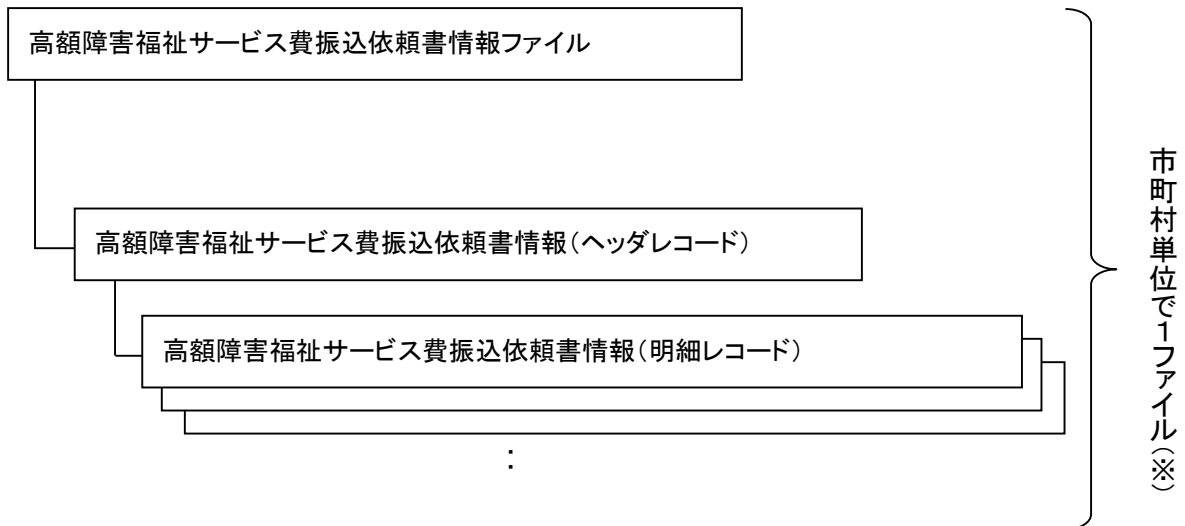 高額障害福祉サービス費振込依頼書情報ファイル
高額障害福祉サービス費振込依頼書情報（ヘッダレコード）
高額障害福祉サービス費振込依頼書情報（明細レコード）
：
市町村単位で１ファイル（※）